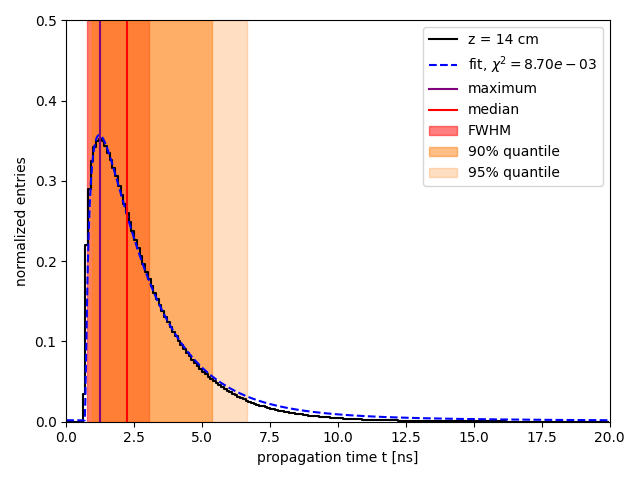 0.5
0.4
0.3
0.2
0.1
0.0
normalized entries
z = 14 cm
fit, χ² = 8.70e − 03
maximum
median
FWHM
90% quantile
95% quantile
0.0 2.5 5.0 7.5 10.0 12.5 15.0 17.5 20.0
propagation time t [ns]